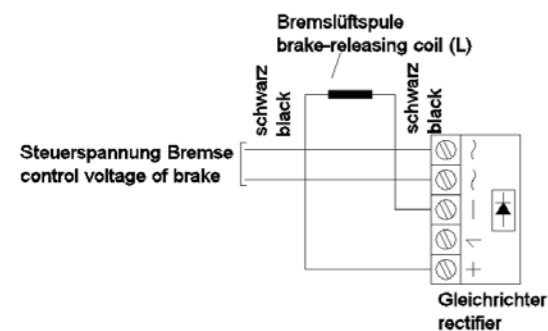 Bremslüftspule
brake-releasing coil (L)
schwarz
black
schwarz
black
Steuerspannung Bremse
control voltage of brake
~
~
—
+
Gleichrichter
rectifier